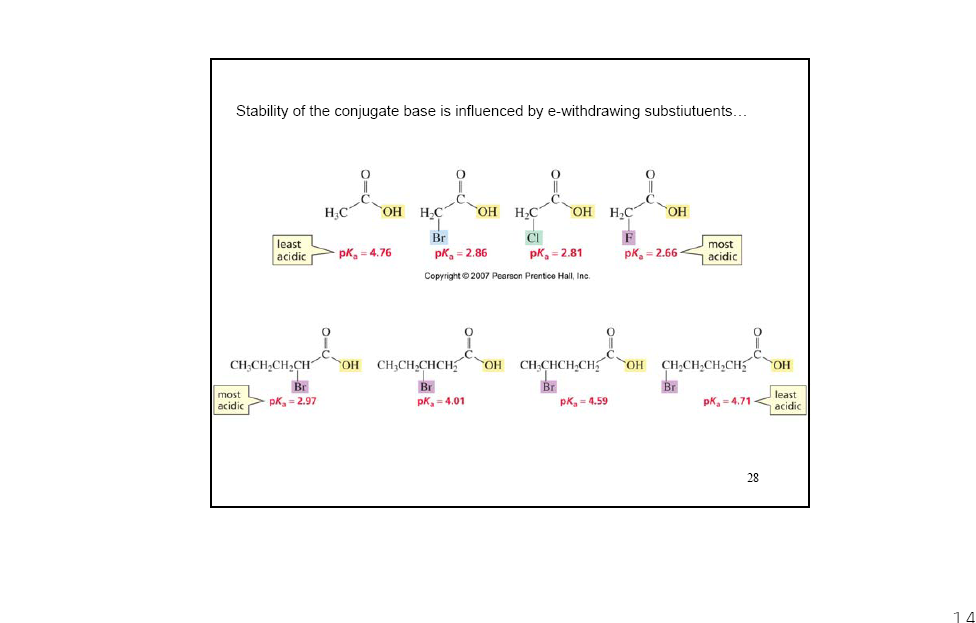 Stability of the conjugate base is influenced by e-withdrawing substiutuents…
O O O O
C C C C
H₃C OH H₂C OH H₂C OH H₂C OH
Br Cl F
least acidic pKₐ = 4.76 pKₐ = 2.86 pKₐ = 2.81 pKₐ = 2.66 most acidic
Copyright © 2007 Pearson Prentice Hall, Inc.
O O O O
C C C C
CH₃CH₂CH₂CH OH CH₃CH₂CHCH₂ OH CH₃CHCH₂CH₂ OH CH₂CH₂CH₂CH₂ OH
Br Br Br Br
most acidic pKₐ = 2.97 pKₐ = 4.01 pKₐ = 4.59 pKₐ = 4.71 least acidic
28
14